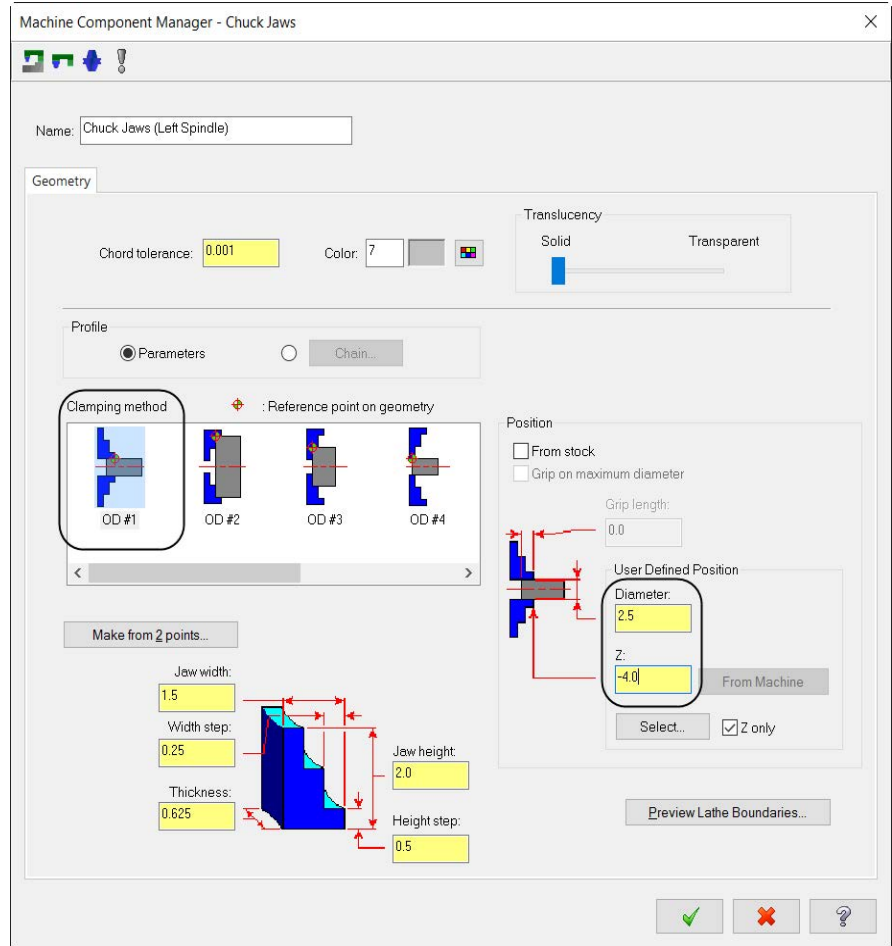 Machine Component Manager - Chuck Jaws
Name: Chuck Jaws (Left Spindle)
Geometry
Chord tolerance: 0.001
Color: 7
Translucency
Solid Transparent
Profile
Parameters
Chain...
Clamping method : Reference point on geometry
OD #1 OD #2 OD #3 OD #4
Position
From stock
Grip on maximum diameter
Grip length:
0.0
User Defined Position
Diameter:
2.5
Z:
-4.0
From Machine
Select... Z only
Make from 2 points...
Jaw width:
1.5
Width step:
0.25
Thickness:
0.625
Jaw height:
2.0
Height step:
0.5
Preview Lathe Boundaries...